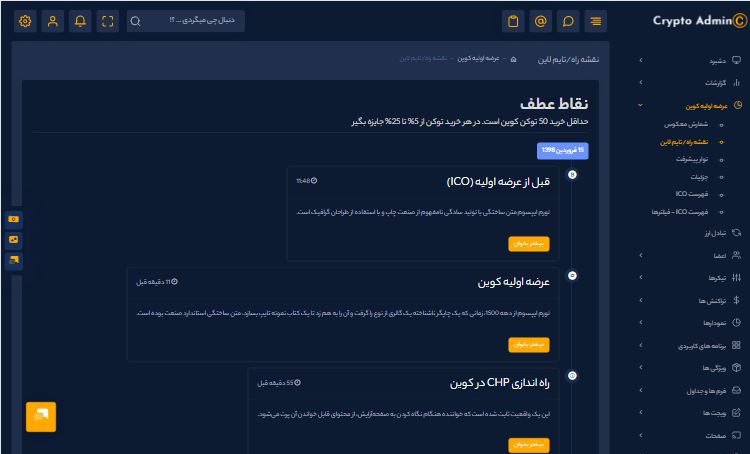 Crypto Admin
دنبال چی میگردی ... ؟!
دشبرد
گزارشات
عرضه اولیه کوین
شمارش معکوس
نقشه راه/تایم لاین
نوار پیشرفت
جزئیات
فهرست ICO
فهرست ICO - فیلترها
تبادل ارز
اعضا
تیکرها
تراکنش ها
نمودارها
برنامه های کاربردی
ویژگی ها
فرم ها و جداول
ویجت ها
صفحات
نقشه راه/تایم لاین
عرضه اولیه کوین - نقشه راه/تایم لاین
نقاط عطف
حداقل خرید 50 توکن کوین است. در هر خرید توکن از 5% تا 25% جایزه بگیر
15 فروردین 1398
قبل از عرضه اولیه (ICO)
11:48
لورم ایپسوم متن ساختگی با تولید سادگی نامفهوم از صنعت چاپ و با استفاده از طراحان گرافیک است.
بیشتر بخوان
عرضه اولیه کوین
11 دقیقه قبل
لورم ایپسوم از دهه 1500، زمانی که یک چاپگر ناشناخته یک گالری از نوع را گرفت و آن را به هم زد تا یک کتاب نمونه تایپ بسازد، متن ساختگی استاندارد صنعت بوده است.
بیشتر بخوان
راه اندازی CHP در کوین
55 دقیقه قبل
این یک واقعیت ثابت شده است که خواننده هنگام نگاه کردن به صفحه‌آرایش، از محتوای قابل خواندن آن پرت می‌شود.
بیشتر بخوان